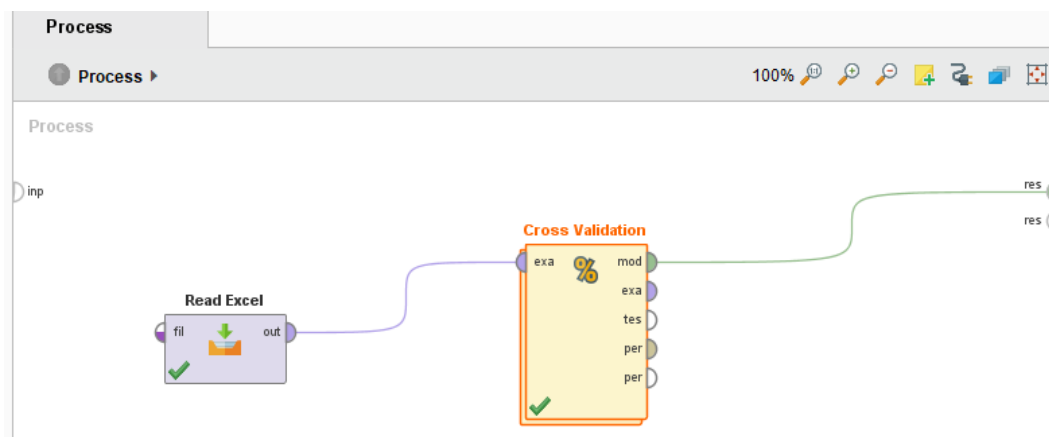 Process
Process
100%
Process
inp
res
res
Cross Validation
exa
%
mod
exa
tes
per
per
Read Excel
fil
out